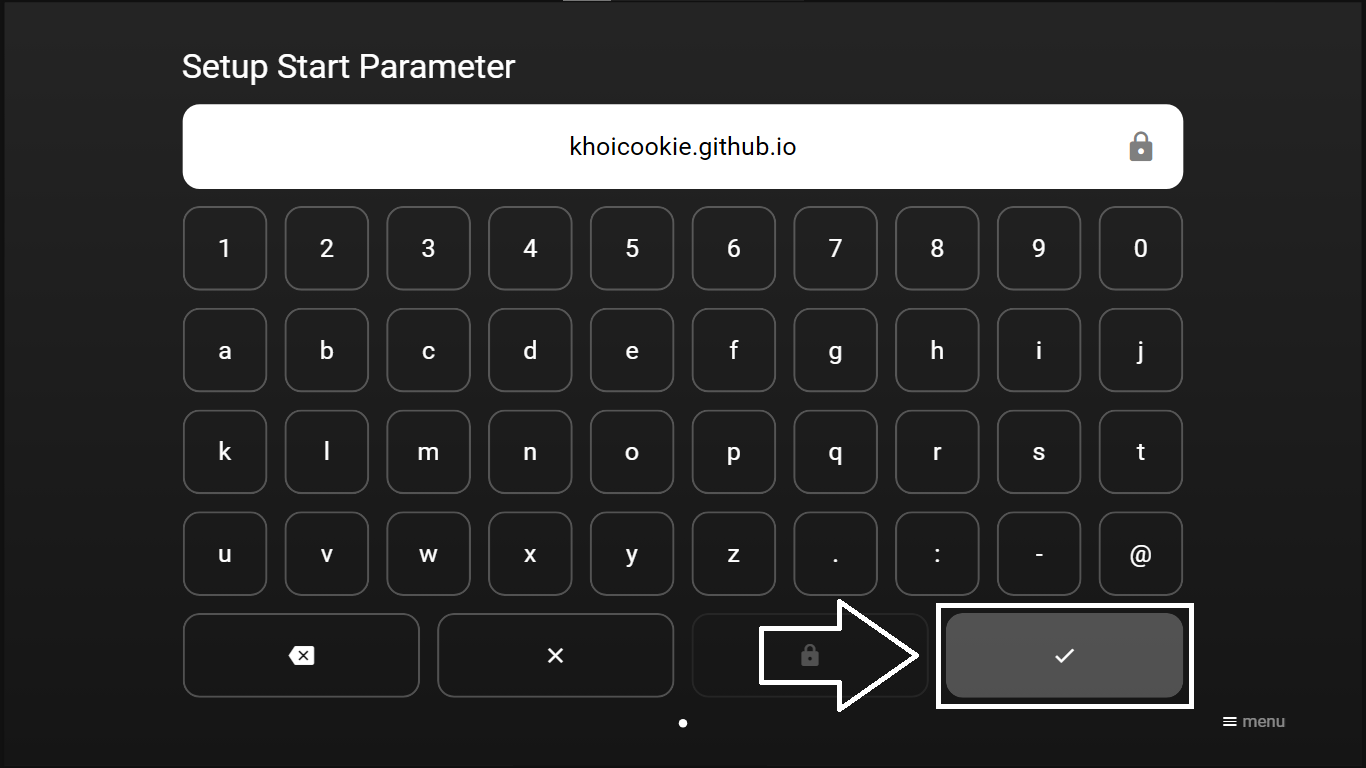 Setup Start Parameter
khoicookie.github.io
1 2 3 4 5 6 7 8 9 0
a b c d e f g h i j
k l m n o p q r s t
u v w x y z . : - @
menu